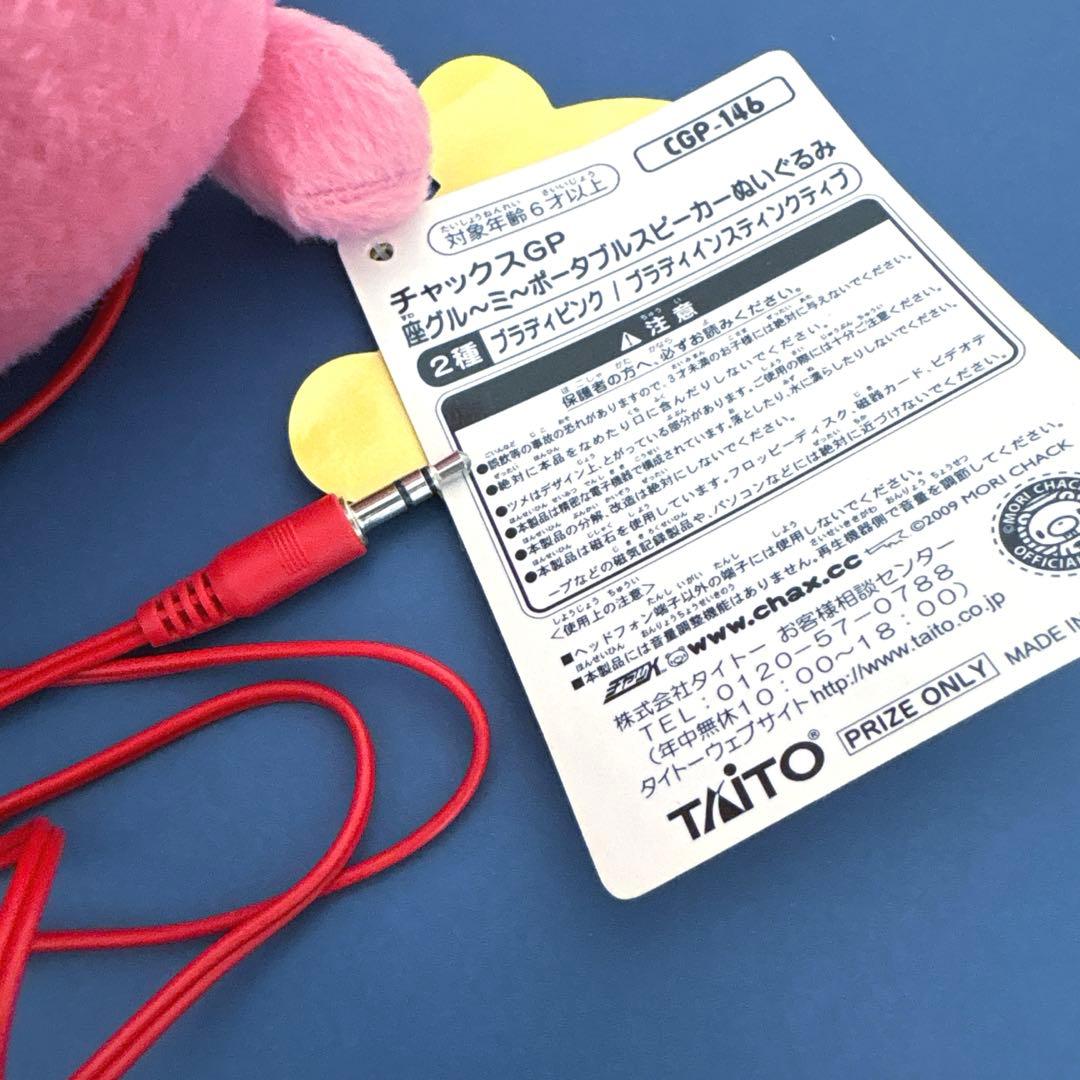 CGP-146
対象年齢6才以上
チャックスGP
座グル〜ミ〜ポータブルスピーカーぬいぐるみ
2種 ブラディピンク / ブラディインスティンクティブ
注意
保護者の方へ、必ずお読みください。
●誤飲等の事故の恐れがありますので、3才未満のお子様には絶対に与えないでください。
●絶対に本品をなめたり口に含んだりしないでください。
●ツメはデザイン上、とがっている部分があります。ご使用の際には十分ご注意ください。
●本製品は精密な電子機器で構成されています。落としたり、水に濡らしたりしないでください。
●本製品の分解、改造は絶対にしないでください。
●本製品は磁石を使用しています。フロッピーディスク、磁器カード、ビデオテ
ープなどの磁気記録製品や、パソコンなどには絶対に近づけないでください。
<使用上の注意>
■ヘッドフォン端子以外の端子には使用しないでください。
■本製品には音量調整機能はありません。再生機器側で音量を調節してください。
www.chax.cc
©2009 MORI CHACK
©MORI CHACK
OFFICIAL
株式会社タイトー お客様相談センター
TEL:0120-57-0788
(年中無休10:00〜18:00)
タイトーウェブサイトhttp://www.taito.co.jp
TAITO®
PRIZE ONLY
MADE IN